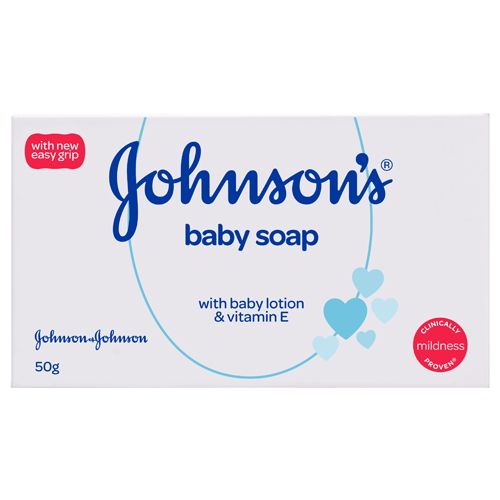 with new
easy grip
Johnson's®
baby soap
with baby lotion
& vitamin E
Johnson & Johnson
50g
CLINICALLY
mildness
PROVEN®